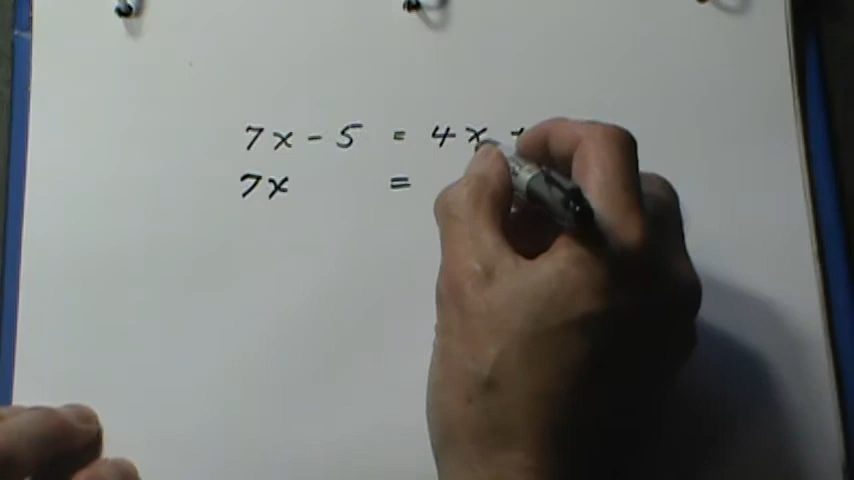 7x - 5 = 4x +
7x =